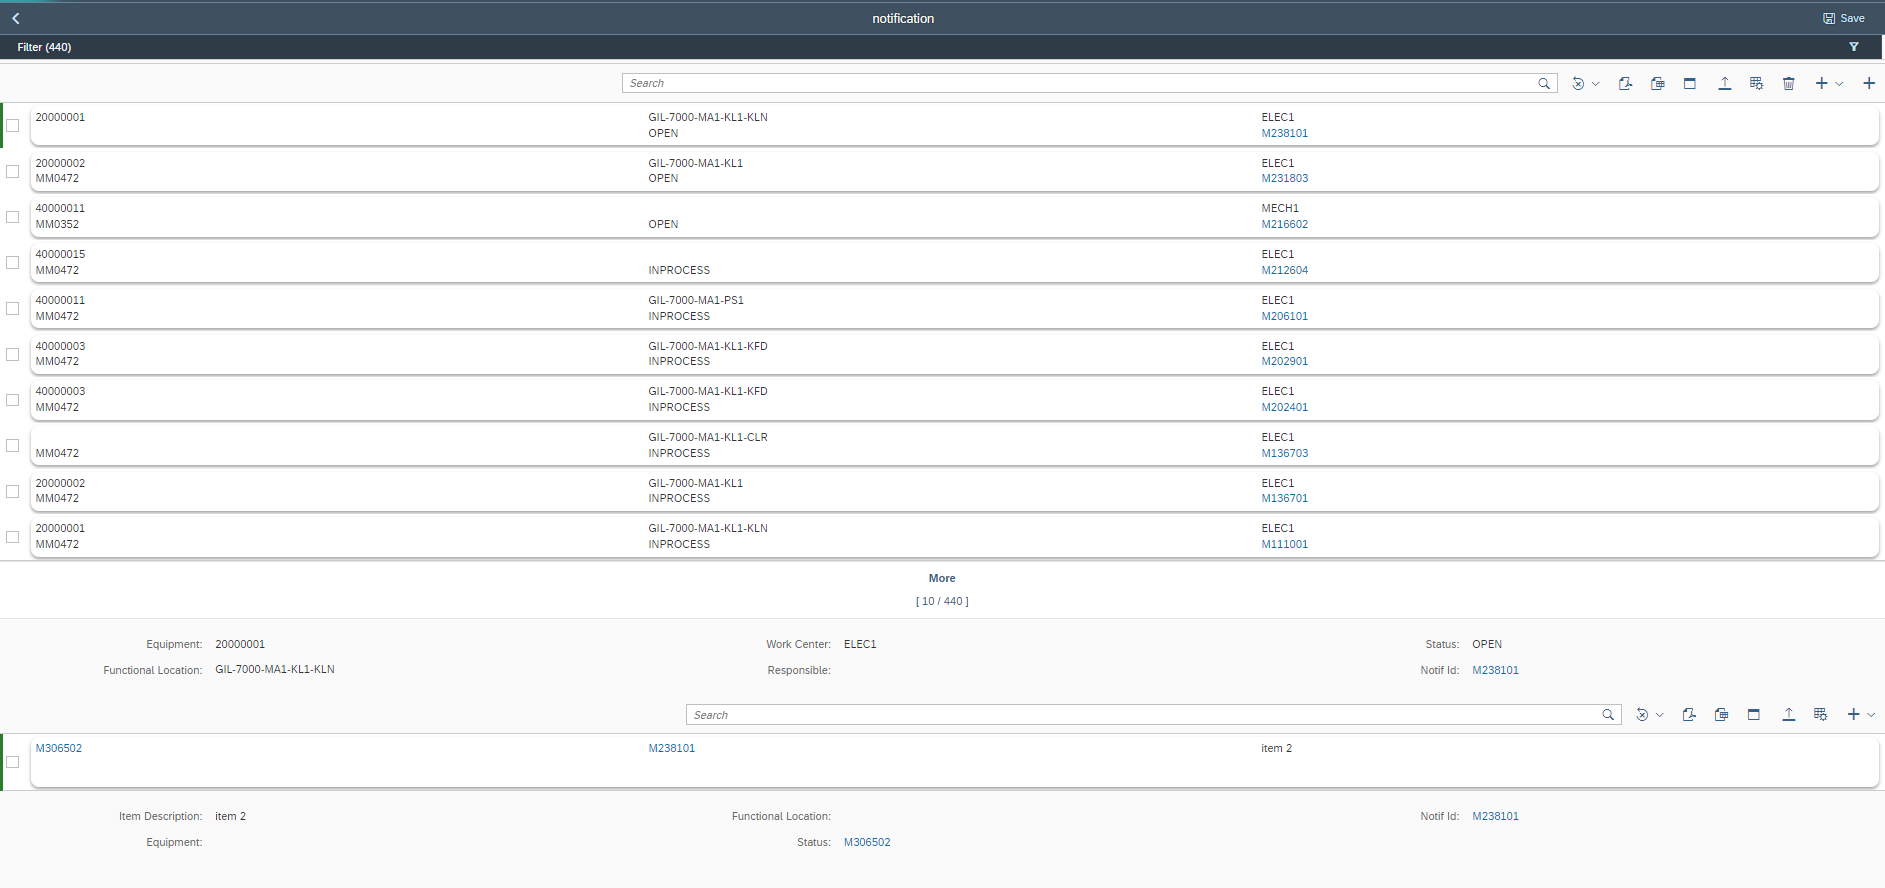 notification
Save
Filter (440)
Search
20000001 GIL-7000-MA1-KL1-KLN ELEC1
OPEN M238101
20000002 GIL-7000-MA1-KL1 ELEC1
MM0472 OPEN M231803
40000011 MECH1
MM0352 OPEN M216602
40000015 ELEC1
MM0472 INPROCESS M212604
40000011 GIL-7000-MA1-PS1 ELEC1
MM0472 INPROCESS M206101
40000003 GIL-7000-MA1-KL1-KFD ELEC1
MM0472 INPROCESS M202901
40000003 GIL-7000-MA1-KL1-KFD ELEC1
MM0472 INPROCESS M202401
GIL-7000-MA1-KL1-CLR ELEC1
MM0472 INPROCESS M136703
20000002 GIL-7000-MA1-KL1 ELEC1
MM0472 INPROCESS M136701
20000001 GIL-7000-MA1-KL1-KLN ELEC1
MM0472 INPROCESS M111001
More
[ 10 / 440 ]
Equipment: 20000001 Work Center: ELEC1 Status: OPEN
Functional Location: GIL-7000-MA1-KL1-KLN Responsible: Notif Id: M238101
Search
M306502 M238101 item 2
Item Description: item 2 Functional Location: Notif Id: M238101
Equipment: Status: M306502